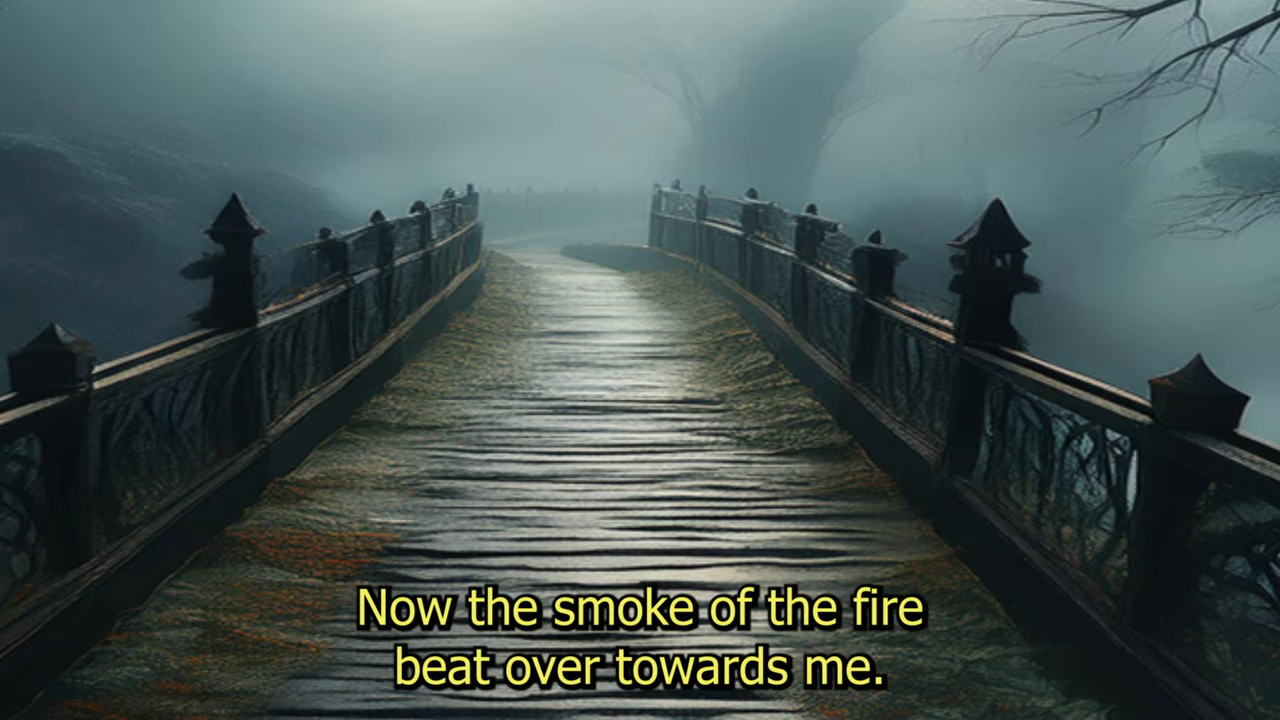 Now the smoke of the fire
beat over towards me.